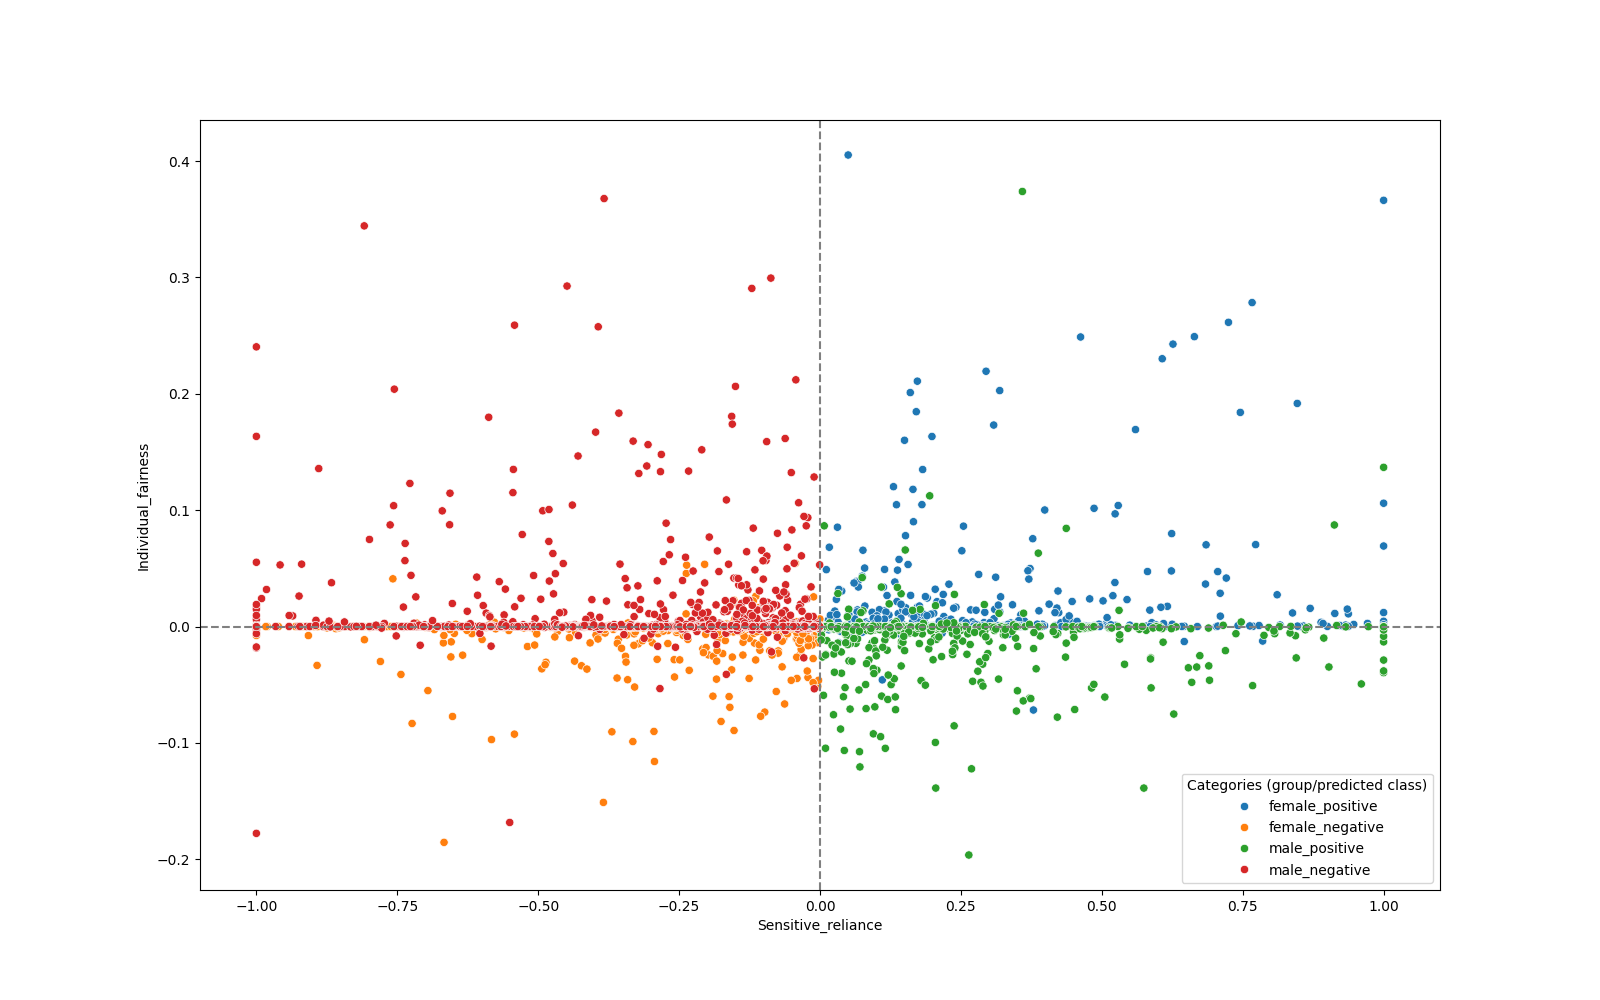 0.4
0.3
0.2
0.1
0.0
−0.1
−0.2
Individual_fairness
−1.00
−0.75
−0.50
−0.25
0.00
0.25
0.50
0.75
1.00
Sensitive_reliance
Categories (group/predicted class)
female_positive
female_negative
male_positive
male_negative